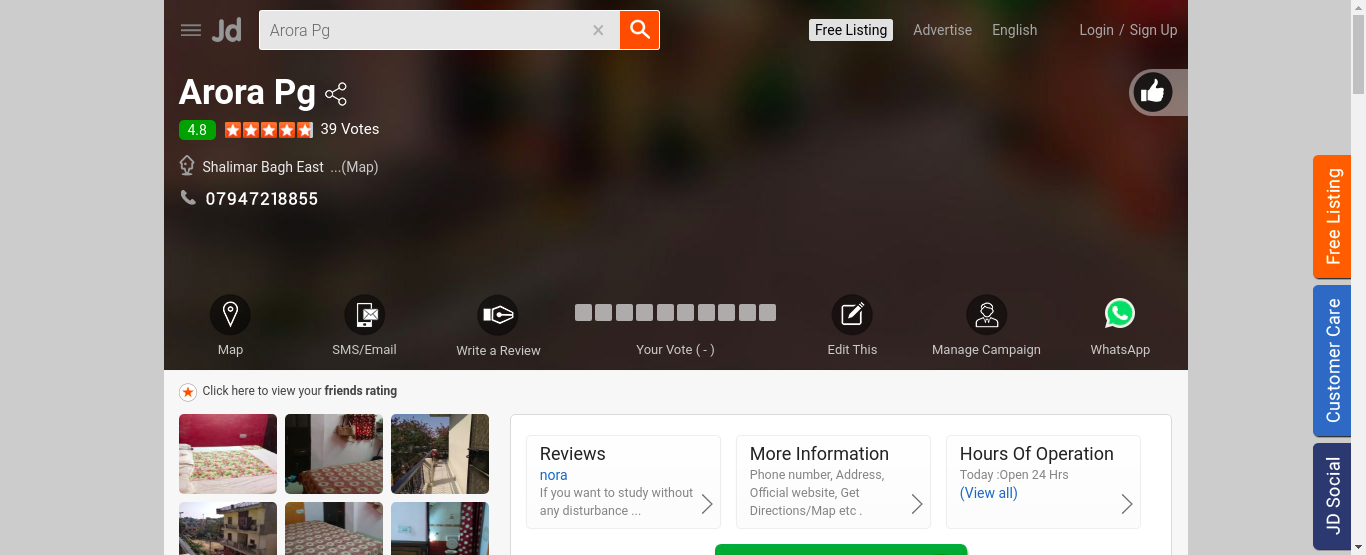 Jd
Arora Pg
Free Listing
Advertise
English
Login / Sign Up
Arora Pg
4.8
39 Votes
Shalimar Bagh East ...(Map)
07947218855
Map
SMS/Email
Write a Review
Your Vote ( - )
Edit This
Manage Campaign
WhatsApp
Click here to view your friends rating
Reviews
nora
If you want to study without
any disturbance ...
More Information
Phone number, Address,
Official website, Get
Directions/Map etc .
Hours Of Operation
Today :Open 24 Hrs
(View all)
Free Listing
Customer Care
JD Social